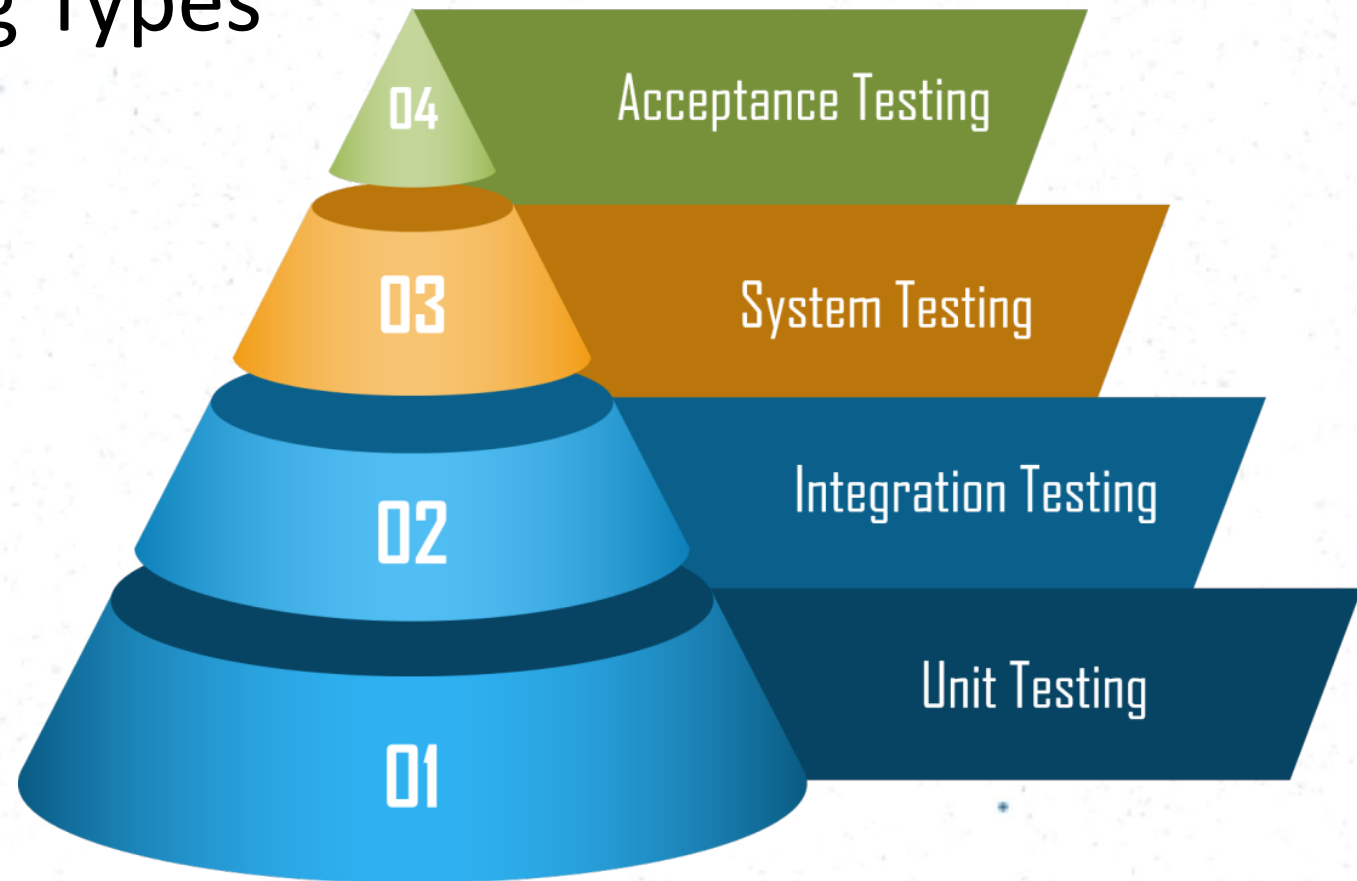 g Types
04
Acceptance Testing
03
System Testing
02
Integration Testing
01
Unit Testing